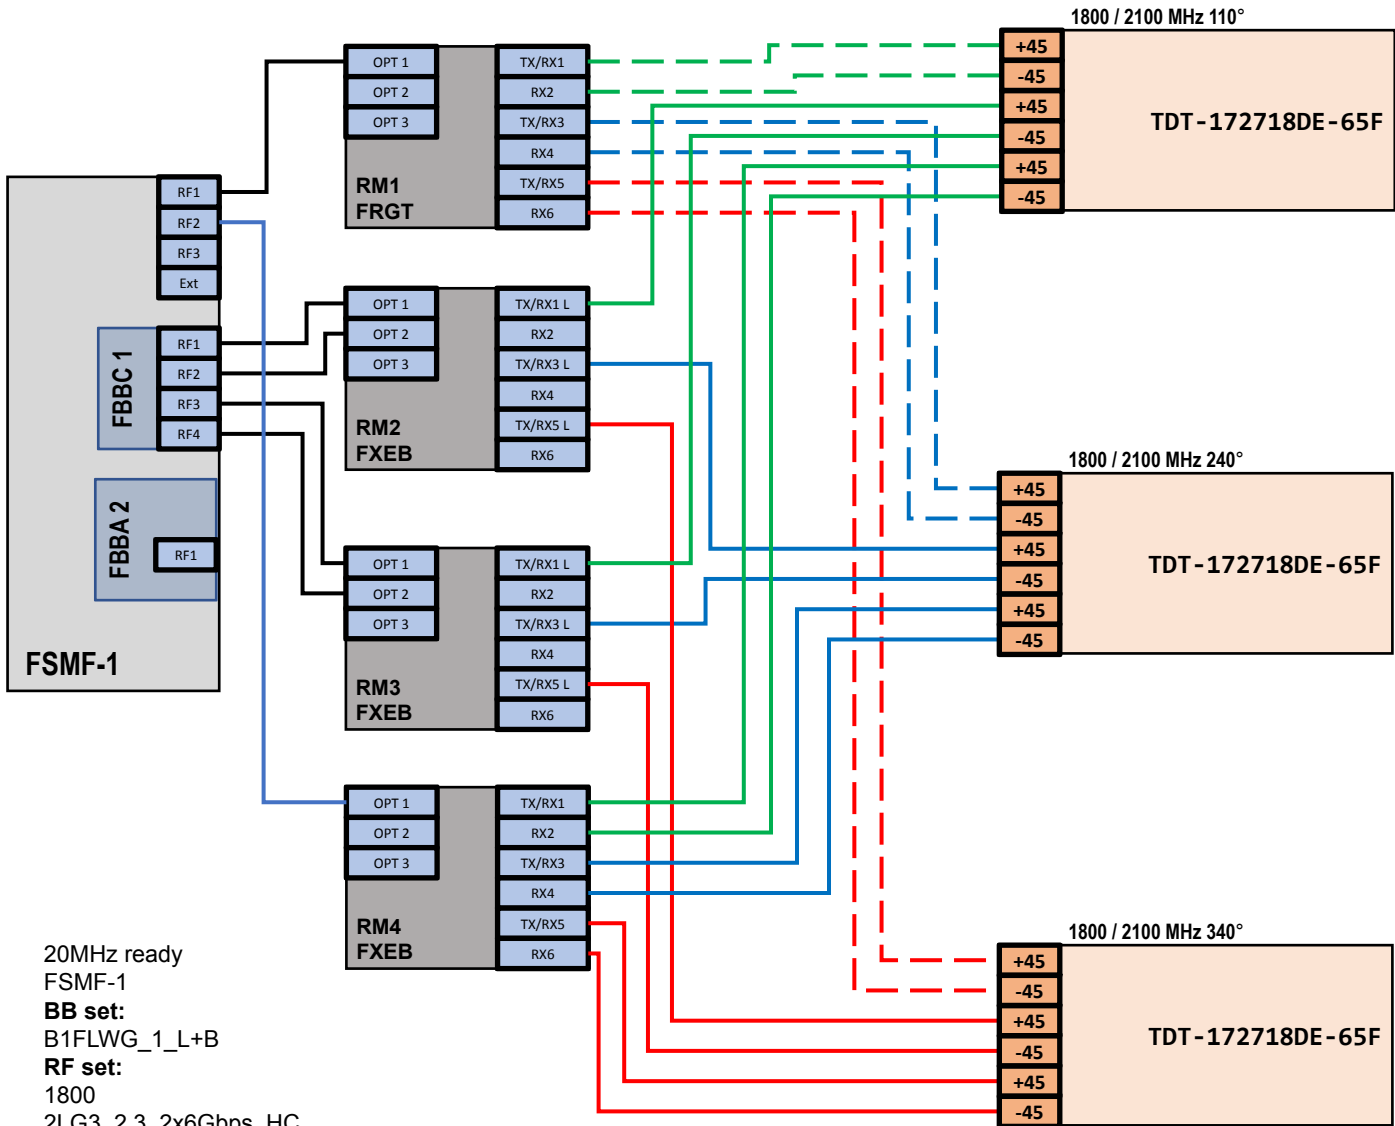 1800 / 2100 MHz 110°
+45
-45
+45
-45
+45
-45
TDT-172718DE-65F
OPT 1
OPT 2
OPT 3
RM1
FRGT
TX/RX1
RX2
TX/RX3
RX4
TX/RX5
RX6
RF1
RF2
RF3
Ext
FBBC 1
RF1
RF2
RF3
RF4
FBBA 2
RF1
FSMF-1
OPT 1
OPT 2
OPT 3
RM2
FXEB
TX/RX1 L
RX2
TX/RX3 L
RX4
TX/RX5 L
RX6
1800 / 2100 MHz 240°
+45
-45
+45
-45
+45
-45
TDT-172718DE-65F
OPT 1
OPT 2
OPT 3
RM3
FXEB
TX/RX1 L
RX2
TX/RX3 L
RX4
TX/RX5 L
RX6
OPT 1
OPT 2
OPT 3
RM4
FXEB
TX/RX1
RX2
TX/RX3
RX4
TX/RX5
RX6
1800 / 2100 MHz 340°
+45
-45
+45
-45
+45
-45
TDT-172718DE-65F
20MHz ready
FSMF-1
BB set:
B1FLWG_1_L+B
RF set:
1800
2LG3_2.3_2x6Gbps_HC